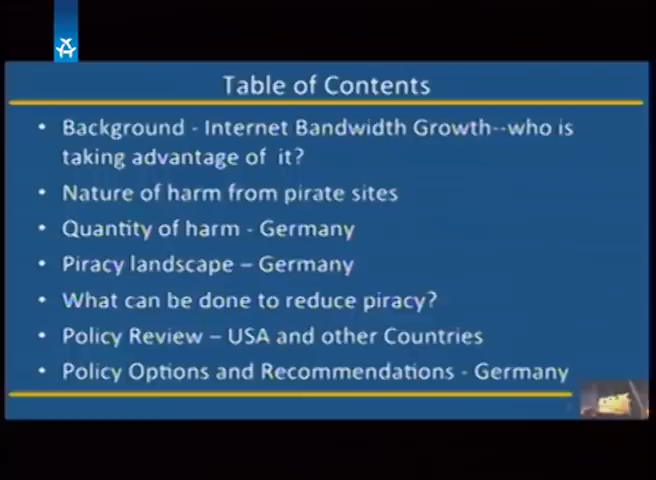 Table of Contents
• Background - Internet Bandwidth Growth--who is
taking advantage of it?
• Nature of harm from pirate sites
• Quantity of harm - Germany
• Piracy landscape – Germany
• What can be done to reduce piracy?
• Policy Review – USA and other Countries
• Policy Options and Recommendations - Germany